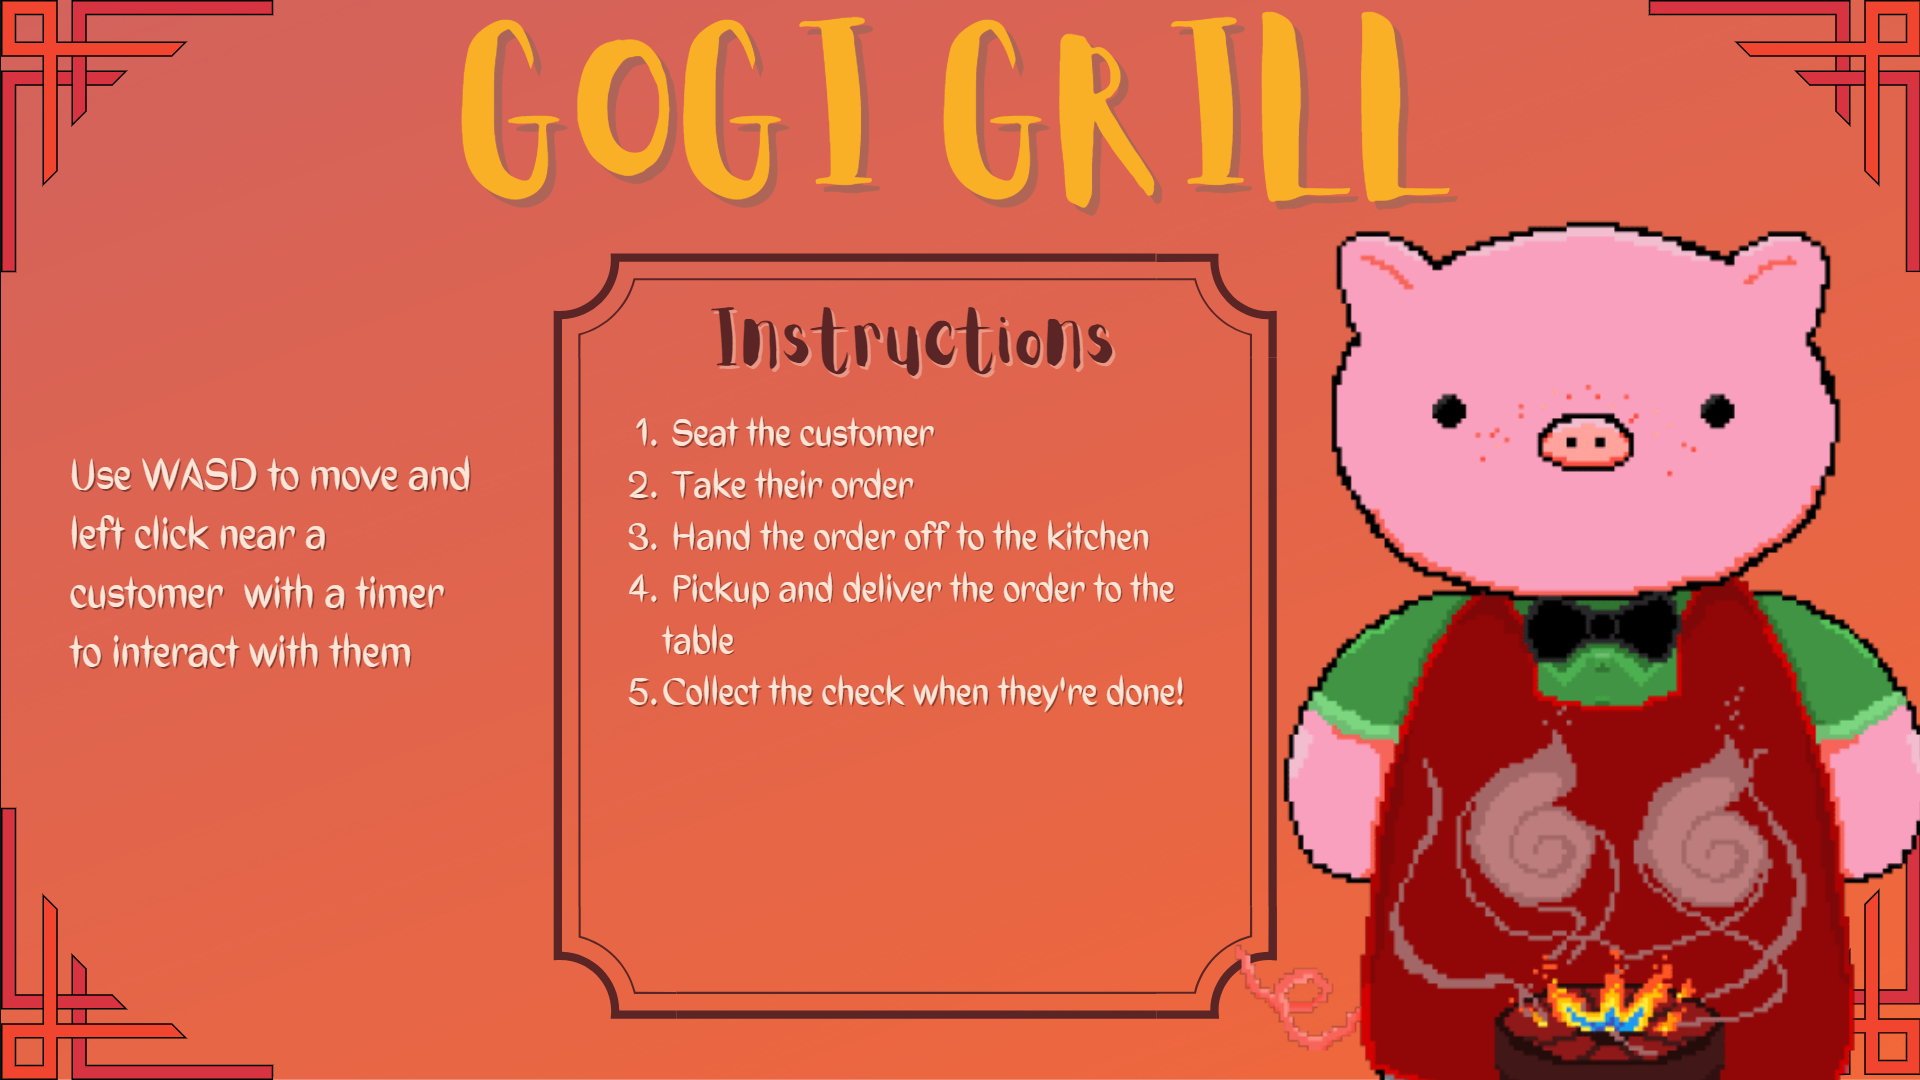 GOGI GRILL
Instructions
1. Seat the customer
2. Take their order
3. Hand the order off to the kitchen
4. Pickup and deliver the order to the
table
5. Collect the check when they're done!
Use WASD to move and
left click near a
customer with a timer
to interact with them